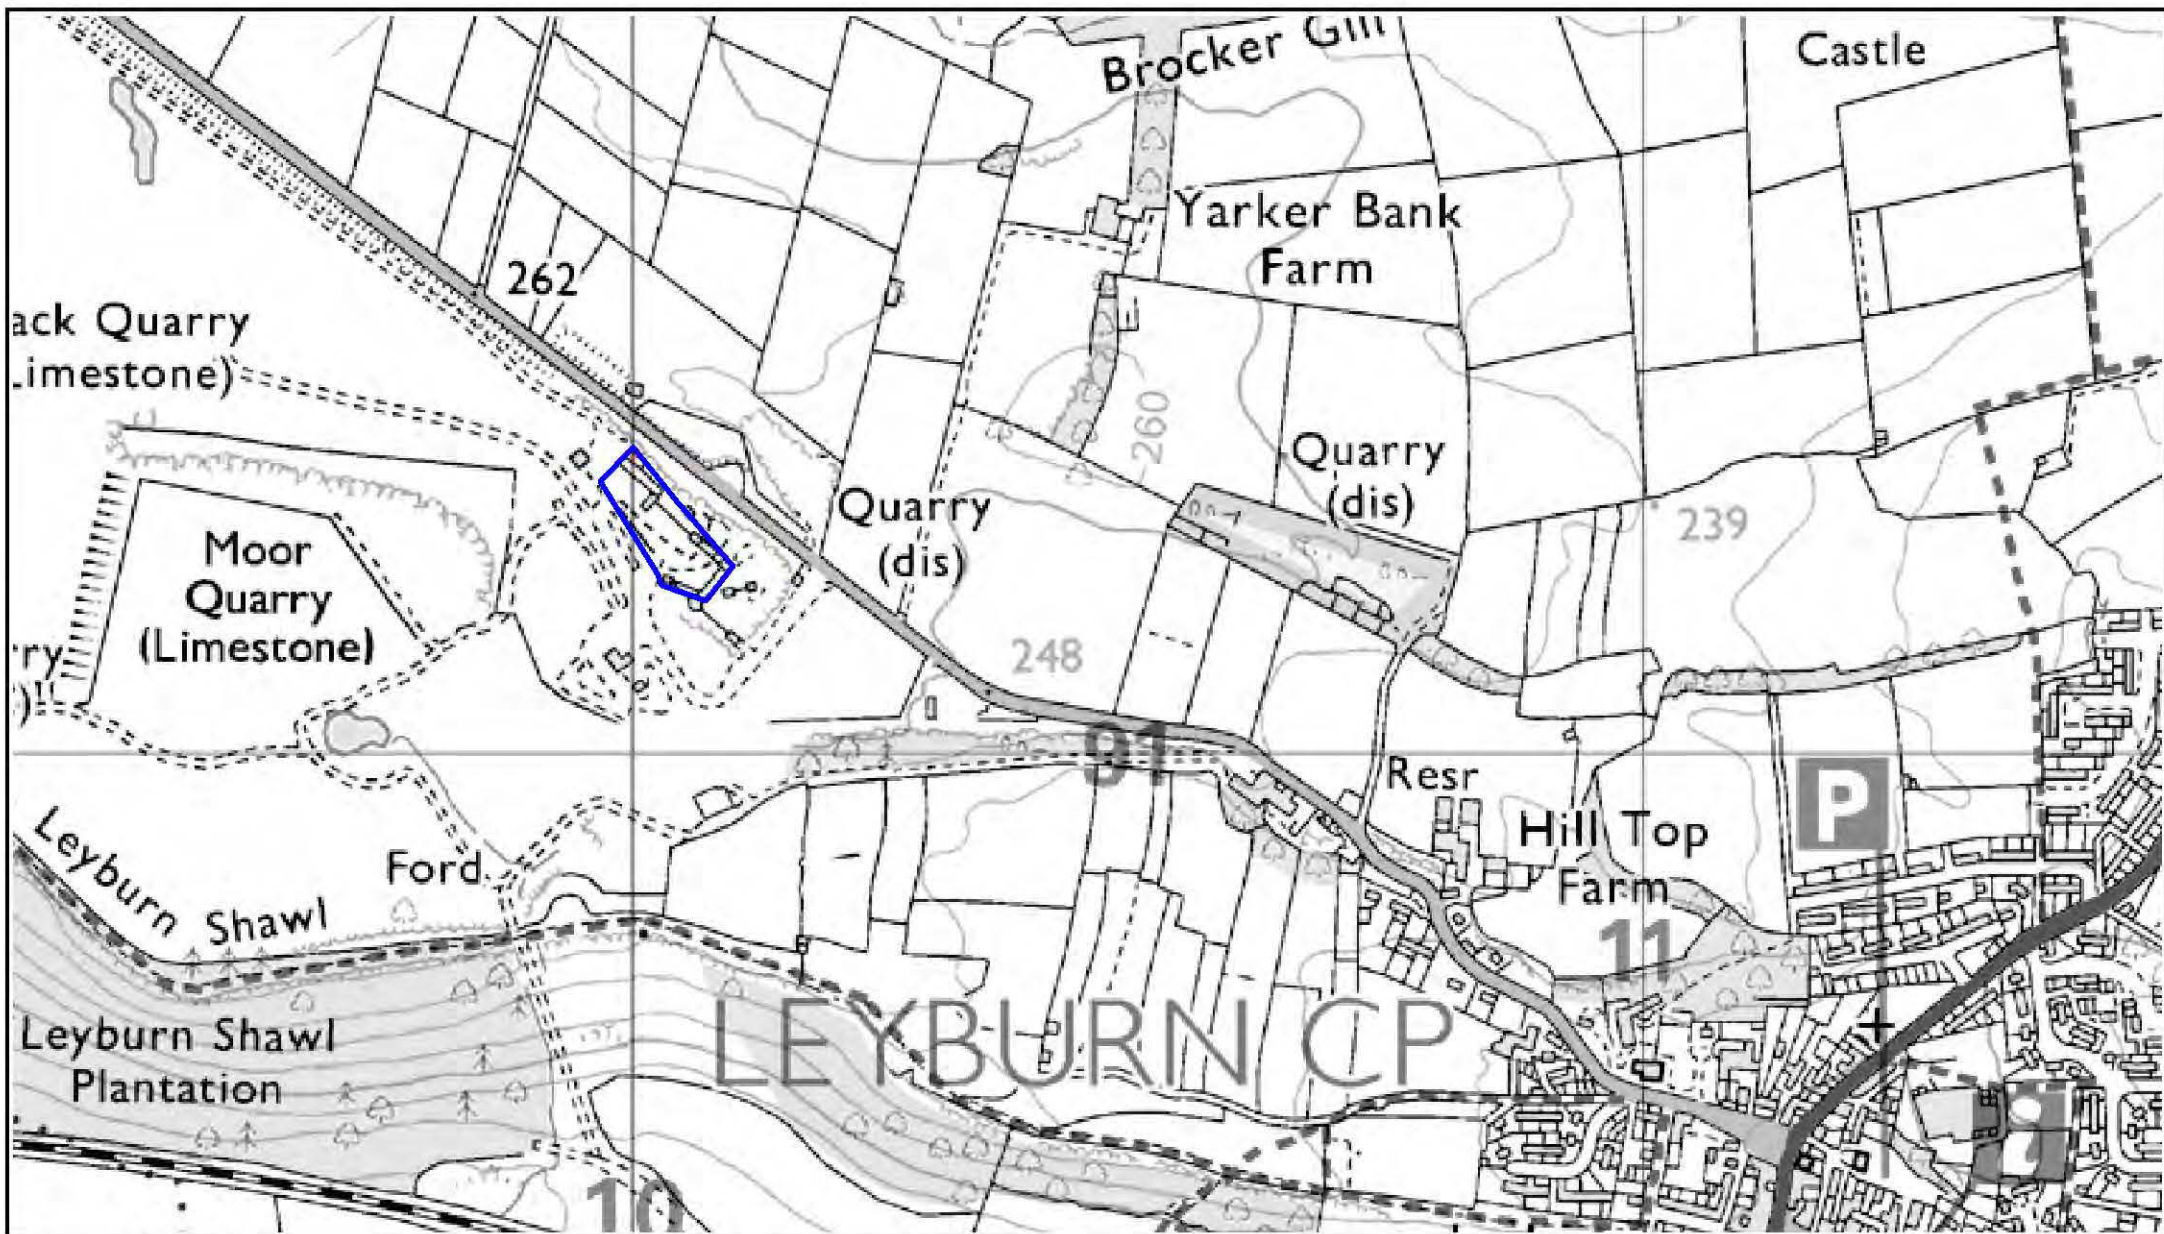 Brocker Gill
Castle
Yarker Bank
Farm
262
ack Quarry
Limestone)
260
Quarry
(dis)
Quarry
(dis)
239
Moor
Quarry
(Limestone)
rry
)
248
91
Resr
P
Hill Top
Farm
Ford
Leyburn Shawl
11
LEYBURN CP
Leyburn Shawl
Plantation
10